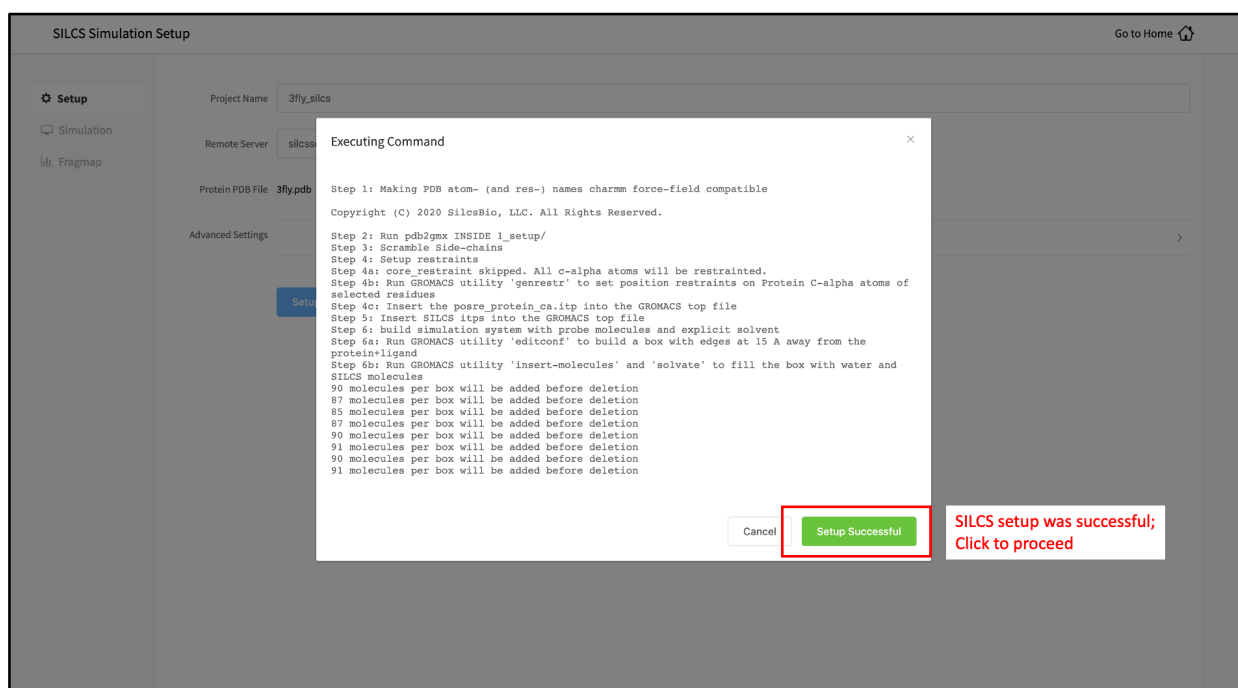 SILCS Simulation Setup
Go to Home
Setup
Simulation
Fragmap
Project Name
3fly_silcs
Remote Server
silcss
Protein PDB File
3fly.pdb
Advanced Settings
Setu
Executing Command
Step 1: Making PDB atom- (and res-) names charmm force-field compatible
Copyright (C) 2020 SilcsBio, LLC. All Rights Reserved.
Step 2: Run pdb2gmx INSIDE 1_setup/
Step 3: Scramble Side-chains
Step 4: Setup restraints
Step 4a: core_restraint skipped. All c-alpha atoms will be restrainted.
Step 4b: Run GROMACS utility 'genrestr' to set position restraints on Protein C-alpha atoms of
selected residues
Step 4c: Insert the posre_protein_ca.itp into the GROMACS top file
Step 5: Insert SILCS itps into the GROMACS top file
Step 6: build simulation system with probe molecules and explicit solvent
Step 6a: Run GROMACS utility 'editconf' to build a box with edges at 15 A away from the
protein+ligand
Step 6b: Run GROMACS utility 'insert-molecules' and 'solvate' to fill the box with water and
SILCS molecules
90 molecules per box will be added before deletion
87 molecules per box will be added before deletion
85 molecules per box will be added before deletion
87 molecules per box will be added before deletion
90 molecules per box will be added before deletion
91 molecules per box will be added before deletion
90 molecules per box will be added before deletion
91 molecules per box will be added before deletion
Cancel
Setup Successful
SILCS setup was successful;
Click to proceed